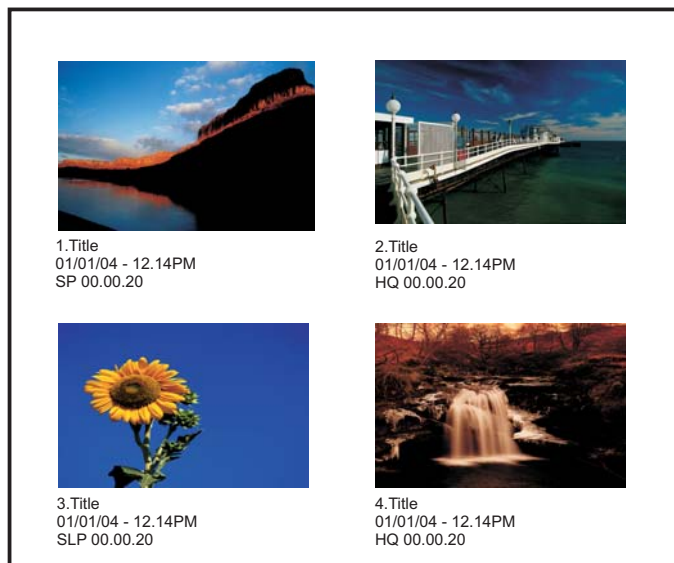 1.Title
01/01/04 - 12.14PM
SP 00.00.20
2.Title
01/01/04 - 12.14PM
HQ 00.00.20
3.Title
01/01/04 - 12.14PM
SLP 00.00.20
4.Title
01/01/04 - 12.14PM
HQ 00.00.20